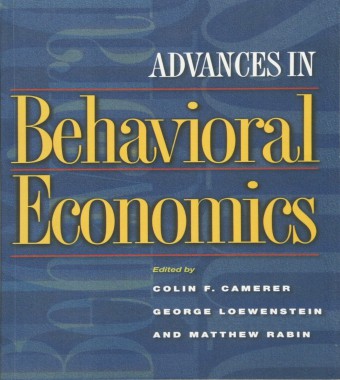 ADVANCES IN
Behavioral
Economics
Edited by
COLIN F. CAMERER
GEORGE LOEWENSTEIN
AND MATTHEW RABIN